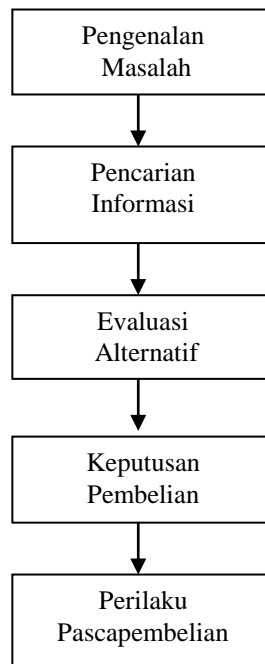 Pengenalan
Masalah
Pencarian
Informasi
Evaluasi
Alternatif
Keputusan
Pembelian
Perilaku
Pascapembelian